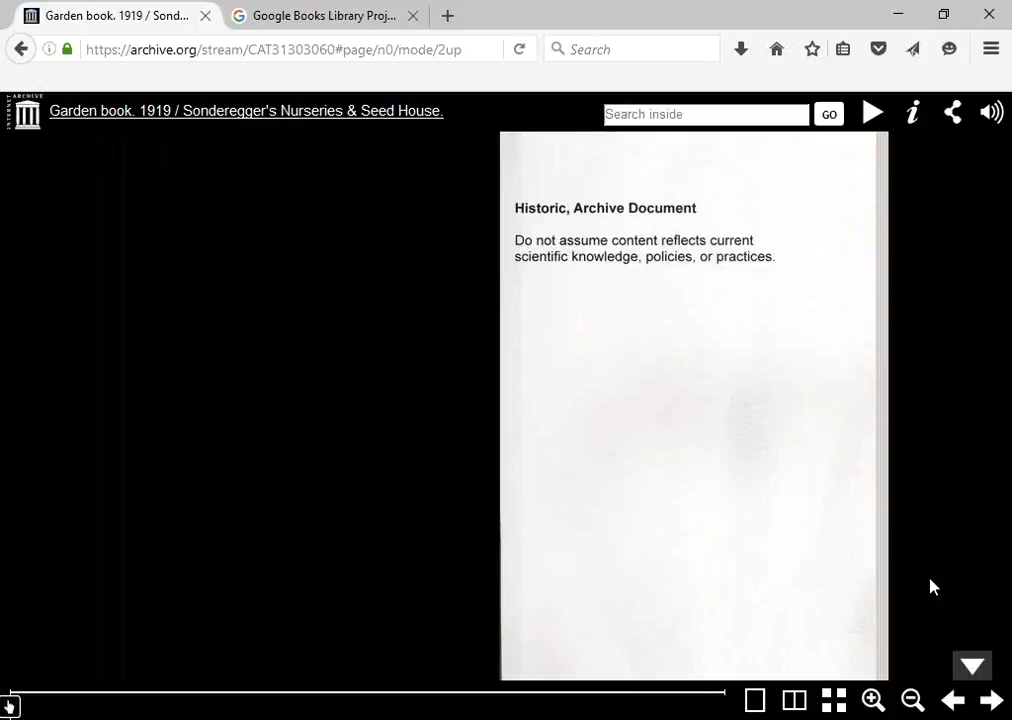 Garden book. 1919 / Sond...
Google Books Library Proj...
https://archive.org/stream/CAT31303060#page/n0/mode/2up
Search
INTERNET ARCHIVE
Garden book. 1919 / Sonderegger's Nurseries & Seed House.
Search inside
GO
Historic, Archive Document
Do not assume content reflects current
scientific knowledge, policies, or practices.